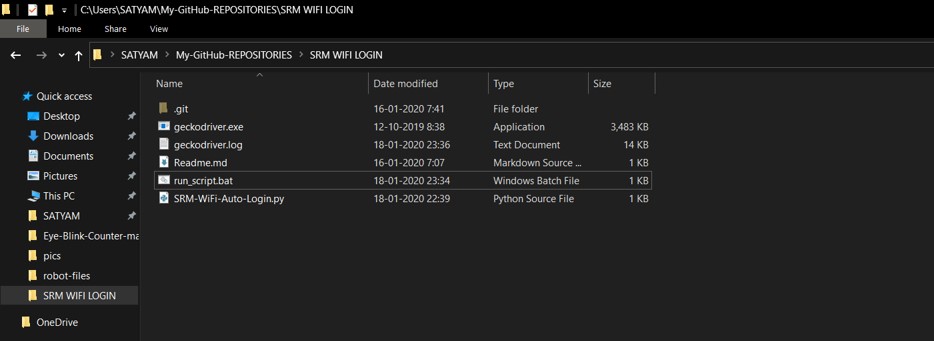 C:\Users\SATYAM\My-GitHub-REPOSITORIES\SRM WIFI LOGIN
File Home Share View
SATYAM My-GitHub-REPOSITORIES SRM WIFI LOGIN
Name Date modified Type Size
Quick access
Desktop
Downloads
Documents
Pictures
This PC
SATYAM
Eye-Blink-Counter-ma
pics
robot-files
SRM WIFI LOGIN
OneDrive
.git 16-01-2020 7:41 File folder
geckodriver.exe 12-10-2019 8:38 Application 3,483 KB
geckodriver.log 18-01-2020 23:36 Text Document 14 KB
Readme.md 16-01-2020 7:07 Markdown Source ... 1 KB
run_script.bat 18-01-2020 23:34 Windows Batch File 1 KB
SRM-WiFi-Auto-Login.py 18-01-2020 22:39 Python Source File 1 KB